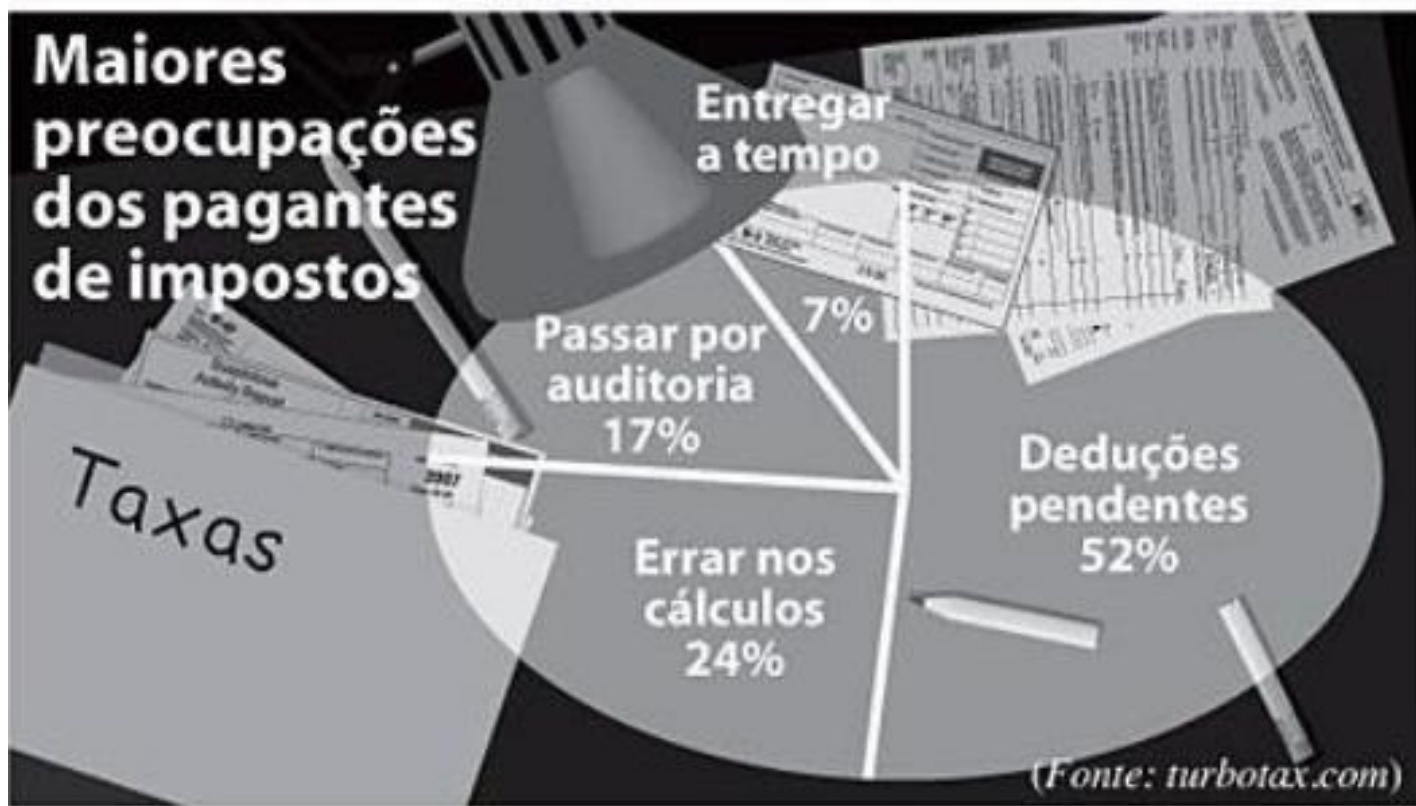 Maiores
preocupações
dos pagantes
de impostos
Entregar
a tempo
7%
Passar por
auditoria
17%
Deduções
pendentes
52%
Errar nos
cálculos
24%
Taxas
(Fonte: turbotax.com)